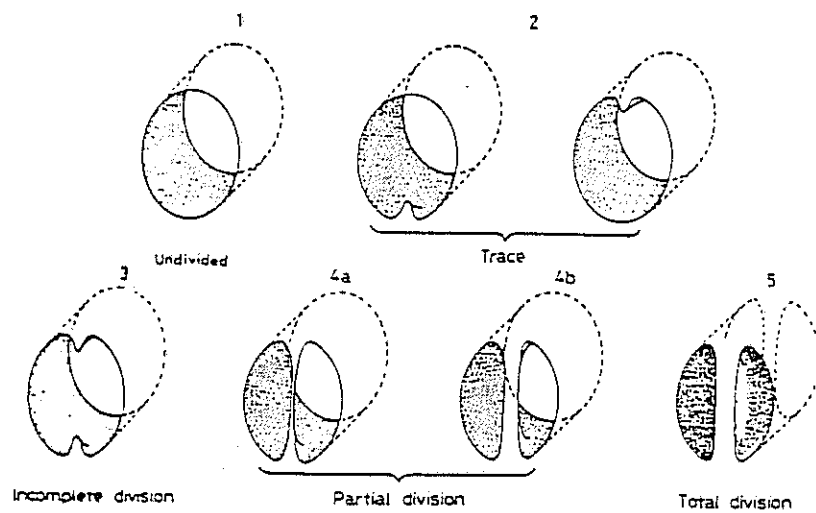 1 2
Undivided Trace
3 4a 4b 5
Incomplete division Partial division Total division